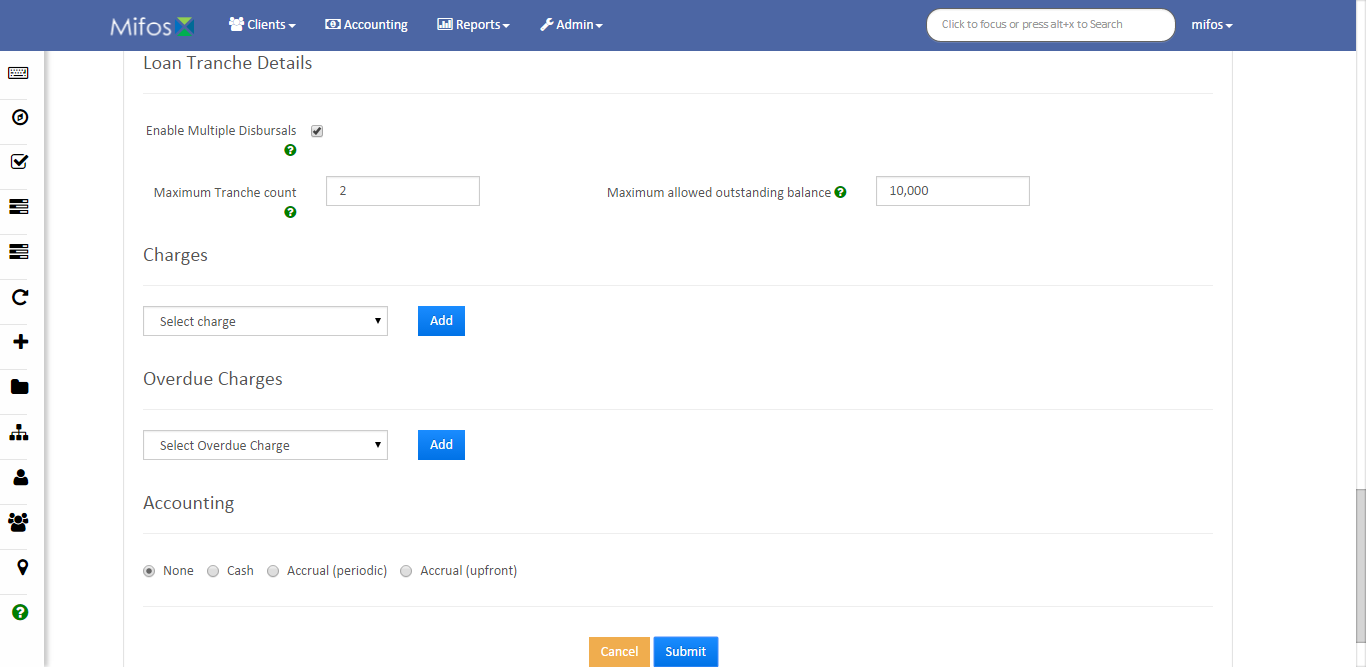 Mifos Clients Accounting Reports Admin Click to focus or press alt+x to Search mifos
Loan Tranche Details
Enable Multiple Disbursals
Maximum Tranche count 2 Maximum allowed outstanding balance 10,000
Charges
Select charge Add
Overdue Charges
Select Overdue Charge Add
Accounting
None Cash Accrual (periodic) Accrual (upfront)
Cancel Submit